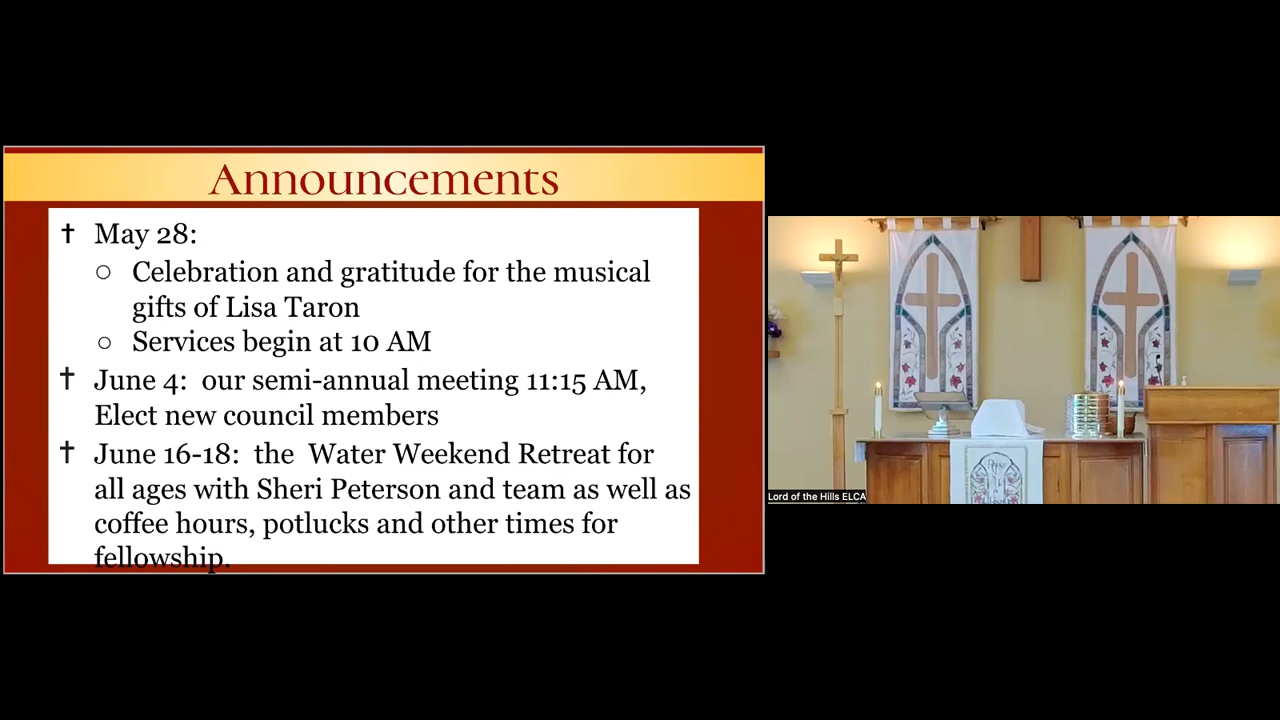 Announcements
✝ May 28:
○ Celebration and gratitude for the musical
gifts of Lisa Taron
○ Services begin at 10 AM
✝ June 4:  our semi-annual meeting 11:15 AM,
Elect new council members
✝ June 16-18:  the  Water Weekend Retreat for
all ages with Sheri Peterson and team as well as
coffee hours, potlucks and other times for
fellowship.
Lord of the Hills ELCA